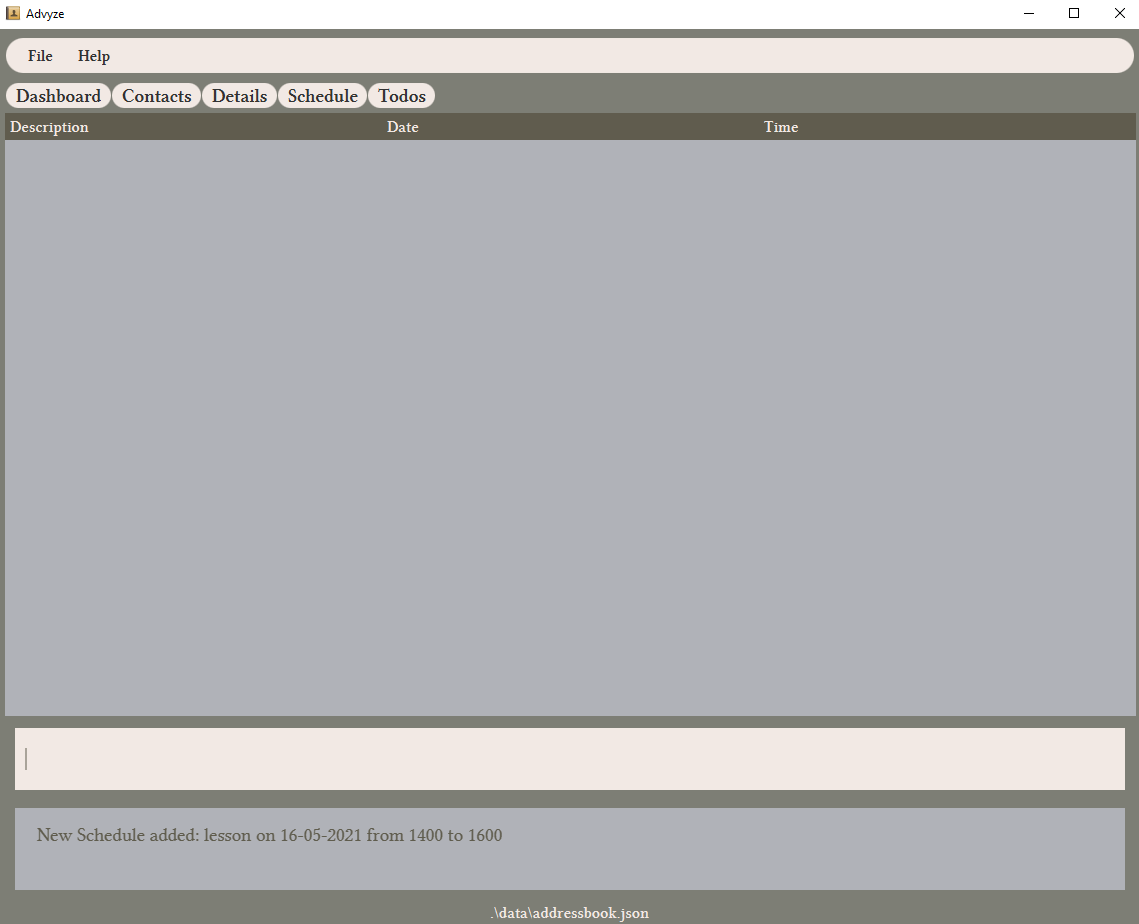 Advyze
File Help
Dashboard Contacts Details Schedule Todos
Description Date Time
New Schedule added: lesson on 16-05-2021 from 1400 to 1600
.\data\addressbook.json